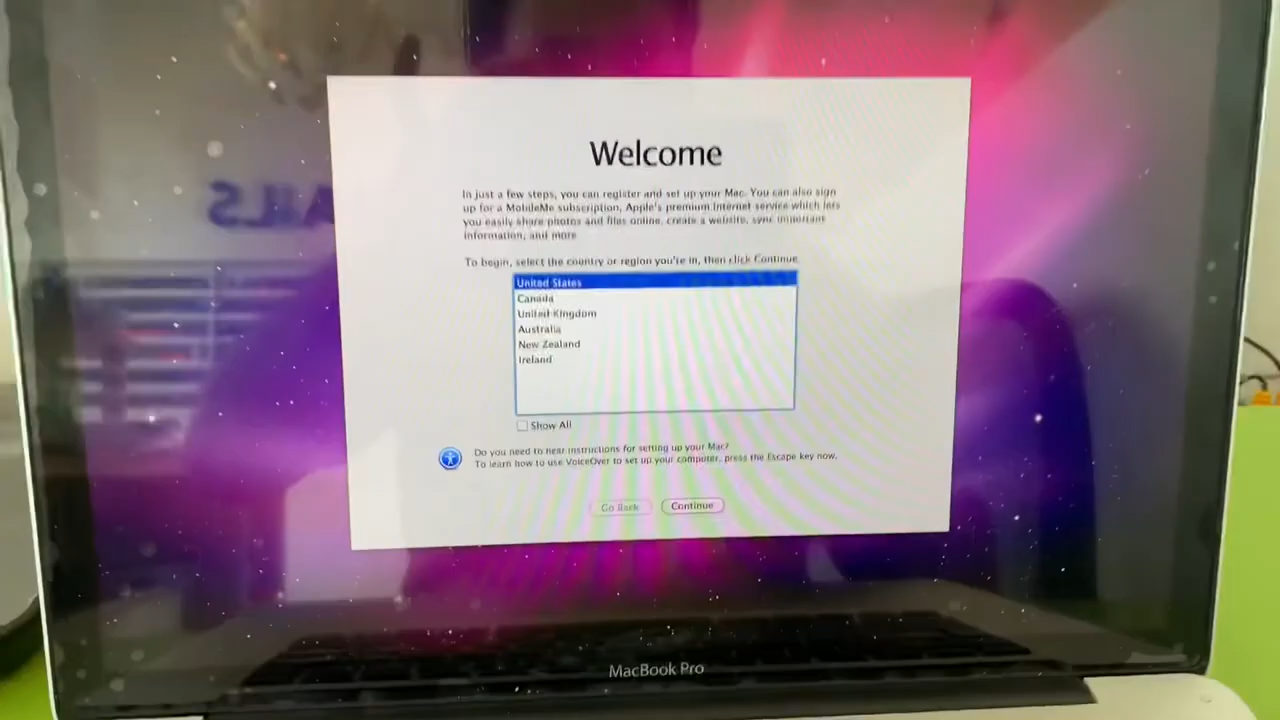 Welcome
In just a few steps, you can register and set up your Mac. You can also sign
up for a MobileMe subscription, Apple's premium Internet service which lets
you easily share photos and files online, create a website, sync important
information, and more
To begin, select the country or region you're in, then click Continue.
United States
Canada
United Kingdom
Australia
New Zealand
Ireland
Show All
Do you need to hear instructions for setting up your Mac?
To learn how to use VoiceOver to set up your computer, press the Escape key now.
Go Back
Continue
MacBook Pro